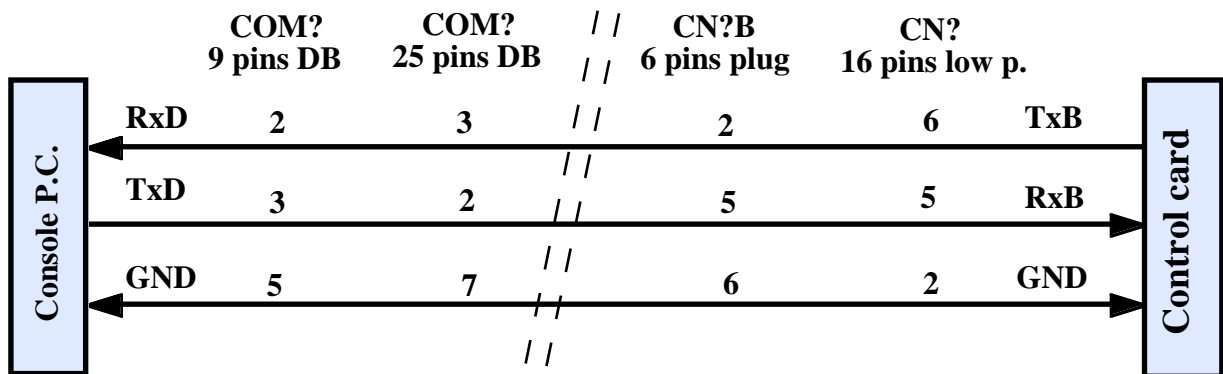 COM? COM? CN?B CN?
9 pins DB 25 pins DB 6 pins plug 16 pins low p.
RxD 2 3 2 6 TxB
TxD 3 2 5 5 RxB
GND 5 7 6 2 GND
Console P.C.
Control card